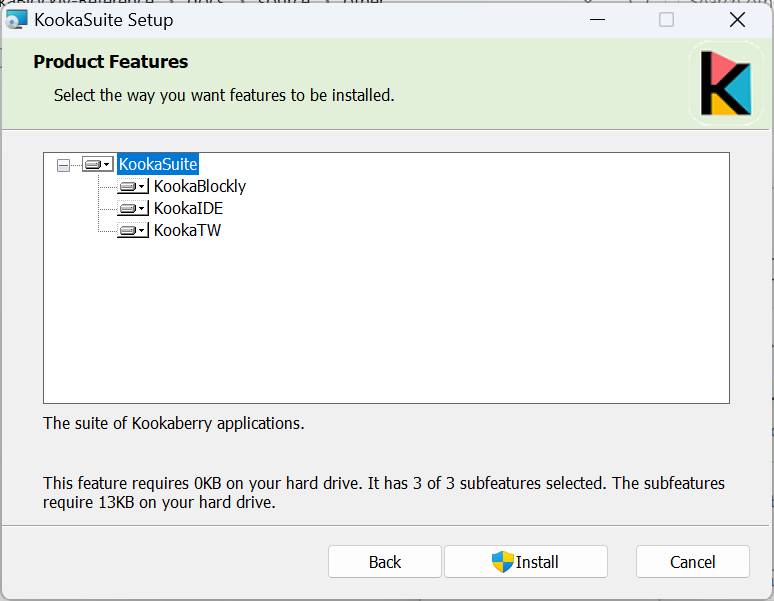 KookaSuite Setup
Product Features
Select the way you want features to be installed.
KookaSuite
KookaBlockly
KookaIDE
KookaTW
The suite of Kookaberry applications.
This feature requires 0KB on your hard drive. It has 3 of 3 subfeatures selected. The subfeatures
require 13KB on your hard drive.
Back
Install
Cancel